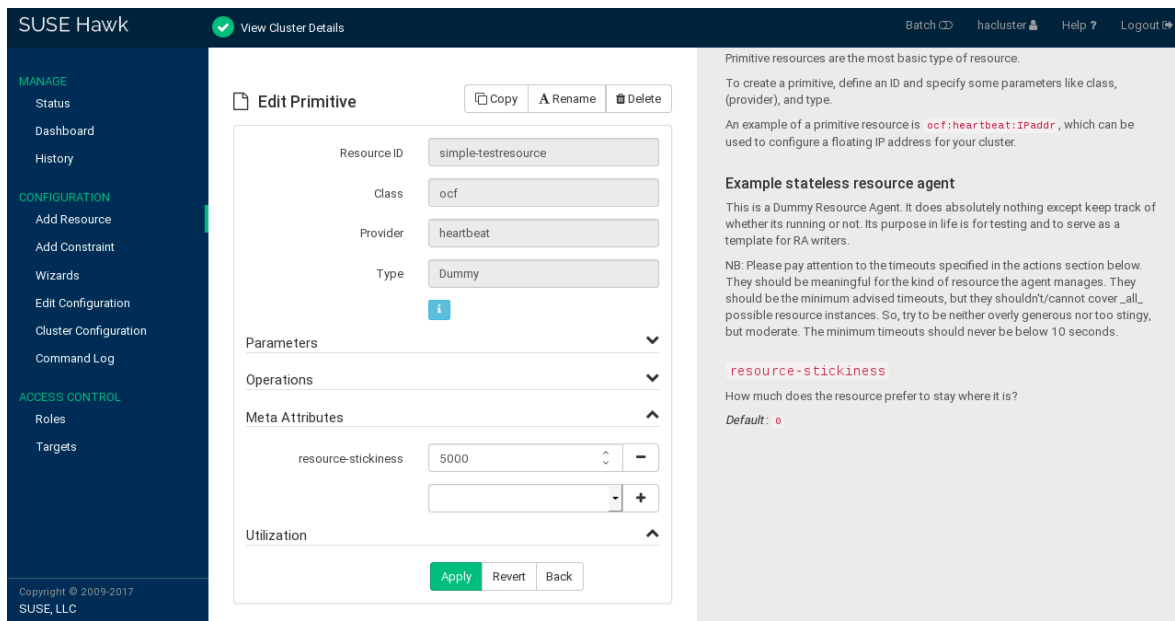 SUSE Hawk
View Cluster Details
Batch
hacluster
Help ?
Logout
MANAGE
Status
Dashboard
History
CONFIGURATION
Add Resource
Add Constraint
Wizards
Edit Configuration
Cluster Configuration
Command Log
ACCESS CONTROL
Roles
Targets
Copyright © 2009-2017
SUSE, LLC
Edit Primitive
Copy
A Rename
Delete
Resource ID
simple-testresource
Class
ocf
Provider
heartbeat
Type
Dummy
i
Parameters
Operations
Meta Attributes
resource-stickiness
5000
Utilization
Apply
Revert
Back
Primitive resources are the most basic type of resource.
To create a primitive, define an ID and specify some parameters like class,
(provider), and type.
An example of a primitive resource is ocf:heartbeat:IPaddr, which can be
used to configure a floating IP address for your cluster.
Example stateless resource agent
This is a Dummy Resource Agent. It does absolutely nothing except keep track of
whether its running or not. Its purpose in life is for testing and to serve as a
template for RA writers.
NB: Please pay attention to the timeouts specified in the actions section below.
They should be meaningful for the kind of resource the agent manages. They
should be the minimum advised timeouts, but they shouldn't/cannot cover _all_
possible resource instances. So, try to be neither overly generous nor too stingy,
but moderate. The minimum timeouts should never be below 10 seconds.
resource-stickiness
How much does the resource prefer to stay where it is?
Default: 0